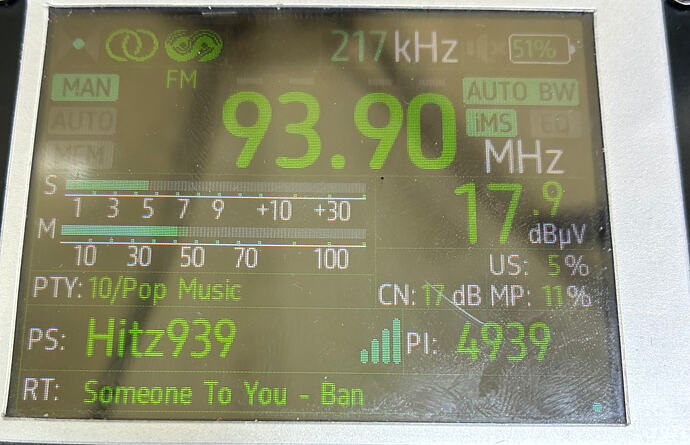 217 kHz 51%
FM
MAN AUTO BW
AUTO 93.90 iMS EQ
MEM MHz
S
1 3 5 7 9 +10 +30
17.9 dBµV
M
10 30 50 70 100
US: 5%
PTY: 10/Pop Music CN: 17 dB MP: 11%
PS: Hitz939 PI: 4939
RT: Someone To You - Ban